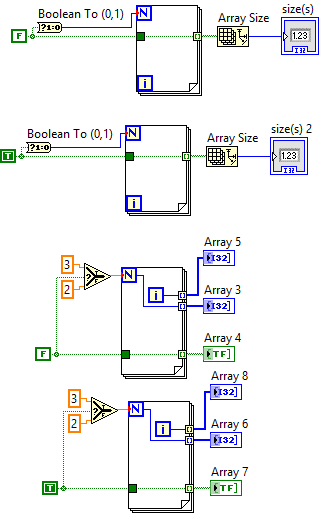 Boolean To (0,1)
size(s)
Array Size
F
?1:0
N
i
1.23
I32
Boolean To (0,1)
size(s) 2
Array Size
T
?1:0
N
i
1.23
I32
Array 5
3
2
?
N
I32
i
Array 3
I32
Array 4
F
TF
Array 8
3
2
?
N
I32
i
Array 6
I32
Array 7
T
TF